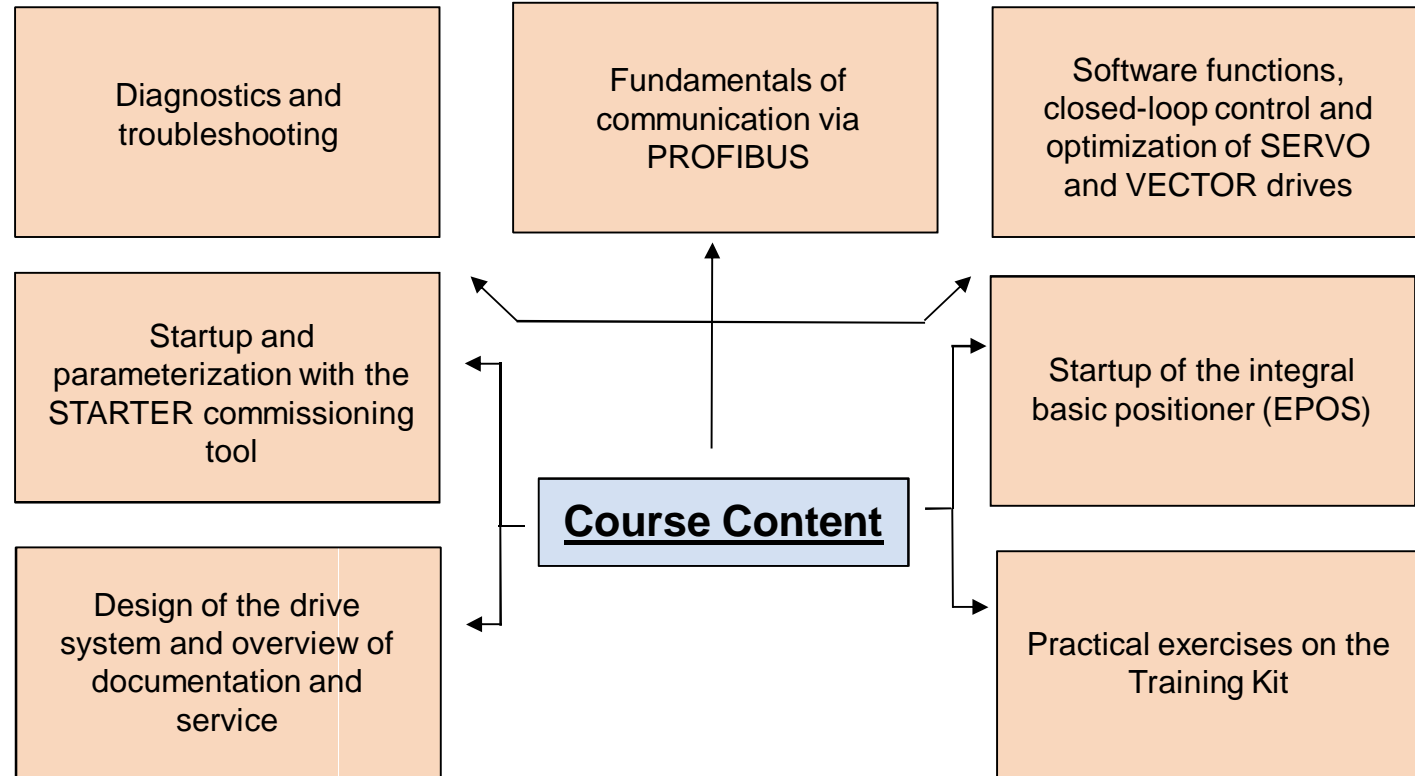 Diagnostics and
troubleshooting
Fundamentals of
communication via
PROFIBUS
Software functions,
closed-loop control and
optimization of SERVO
and VECTOR drives
Startup and
parameterization with the
STARTER commissioning
tool
Startup of the integral
basic positioner (EPOS)
Course Content
Design of the drive
system and overview of
documentation and
service
Practical exercises on the
Training Kit